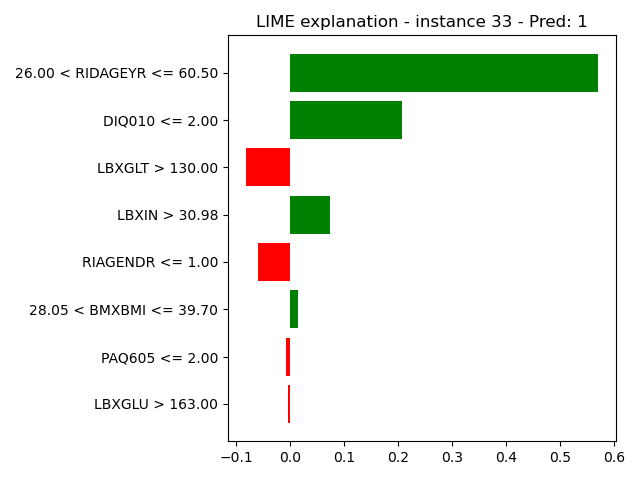 LIME explanation - instance 33 - Pred: 1
26.00 < RIDAGEYR <= 60.50
DIQ010 <= 2.00
LBXGLT > 130.00
LBXIN > 30.98
RIAGENDR <= 1.00
28.05 < BMXBMI <= 39.70
PAQ605 <= 2.00
LBXGLU > 163.00
−0.1 0.0 0.1 0.2 0.3 0.4 0.5 0.6